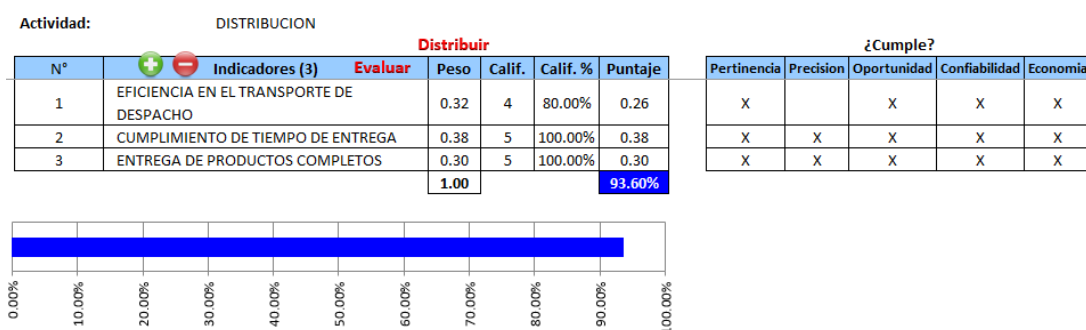 Actividad: DISTRIBUCION
Distribuir ¿Cumple?
N° Indicadores (3) Evaluar Peso Calif. Calif. % Puntaje Pertinencia Precision Oportunidad Confiabilidad Economia
EFICIENCIA EN EL TRANSPORTE DE
1 DESPACHO 0.32 4 80.00% 0.26 X X X X
2 CUMPLIMIENTO DE TIEMPO DE ENTREGA 0.38 5 100.00% 0.38 X X X X X
3 ENTREGA DE PRODUCTOS COMPLETOS 0.30 5 100.00% 0.30 X X X X X
1.00 93.60%
0.00% 10.00% 20.00% 30.00% 40.00% 50.00% 60.00% 70.00% 80.00% 90.00% 100.00%